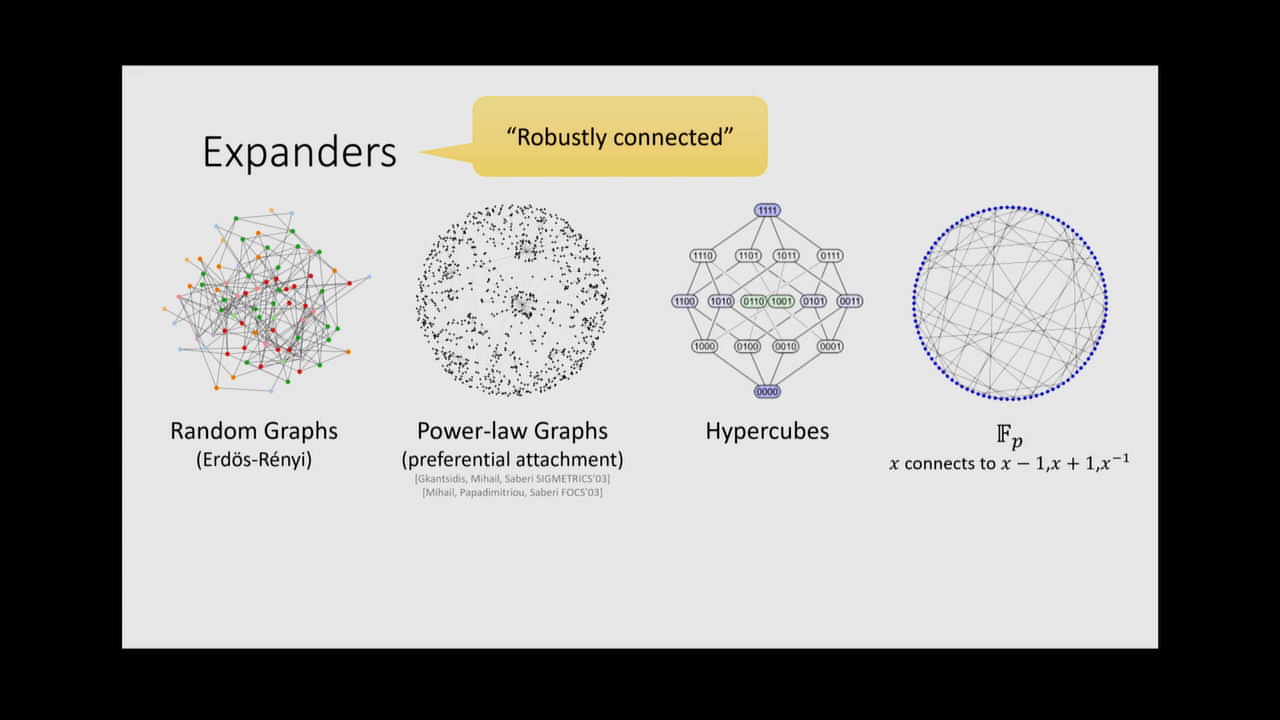 Expanders
“Robustly connected”
1111
1110 1101 1011 0111
1100 1010 0110 1001 0101 0011
1000 0100 0010 0001
0000
Random Graphs
(Erdös-Rényi)
Power-law Graphs
(preferential attachment)
[Gkantsidis, Mihail, Saberi SIGMETRICS'03]
[Mihail, Papadimitriou, Saberi FOCS'03]
Hypercubes
𝔽ₚ
x connects to x − 1,x + 1,x⁻¹